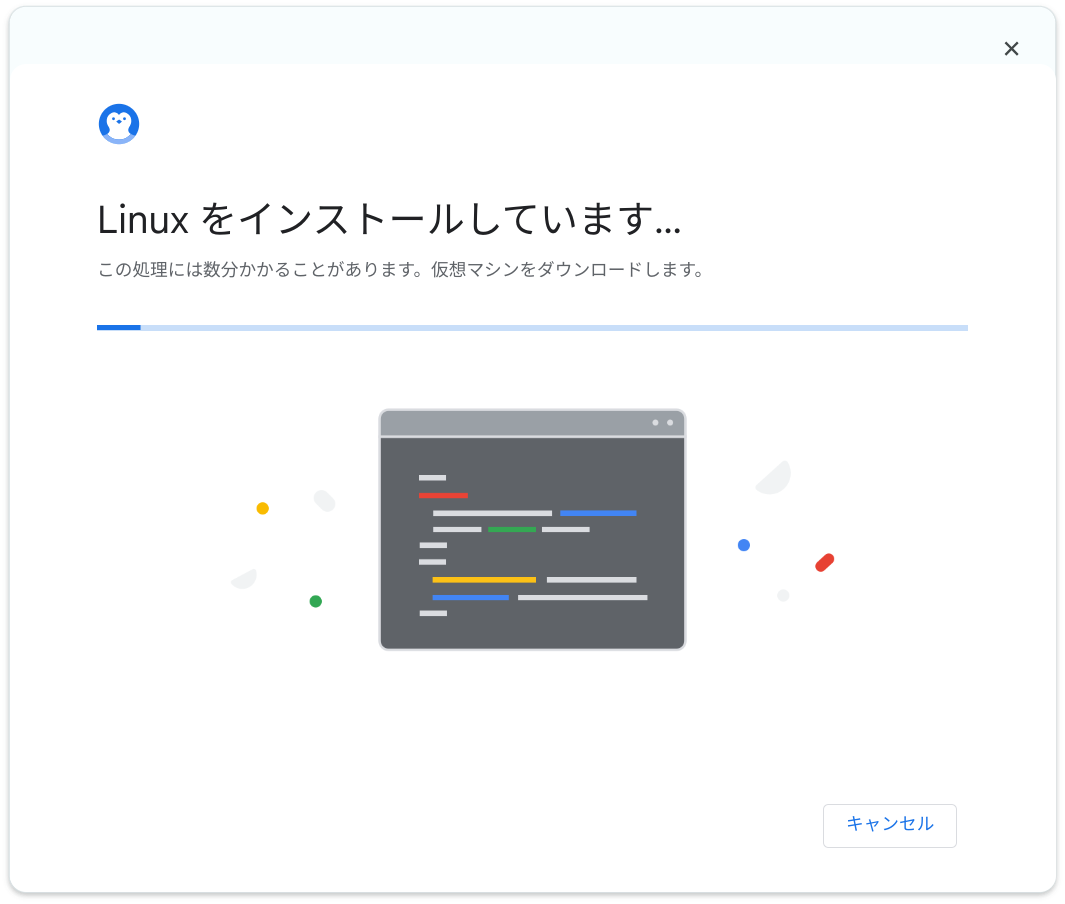 Linux をインストールしています...
この処理には数分かかることがあります。仮想マシンをダウンロードします。
キャンセル